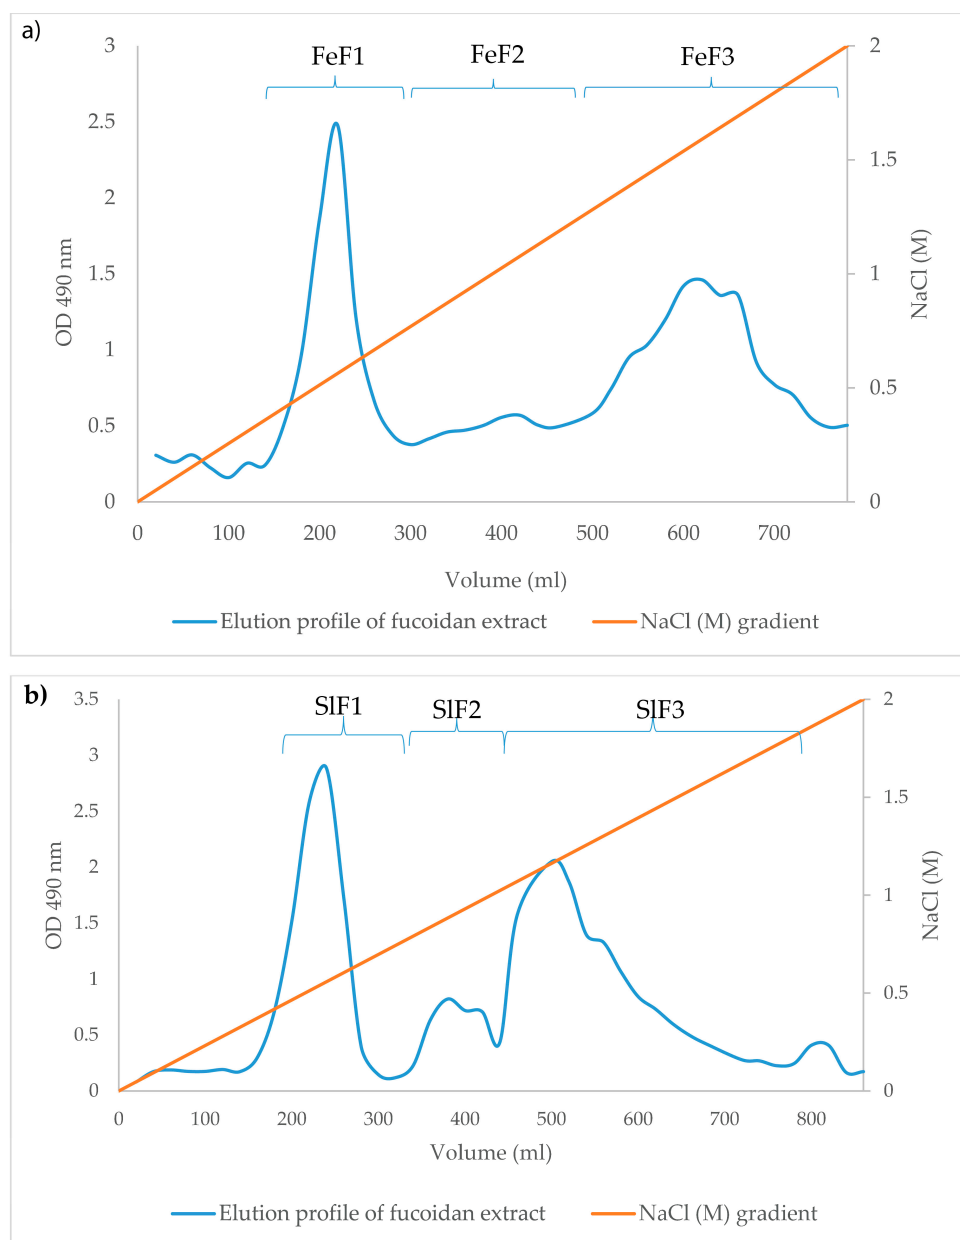 a)
FeF1 FeF2 FeF3
3 2
2.5
1.5
2
1.5 1
1
0.5
0.5
0 0
OD 490 nm
NaCl (M)
0 100 200 300 400 500 600 700
Volume (ml)
Elution profile of fucoidan extract NaCl (M) gradient
b)
SlF1 SlF2 SlF3
3.5 2
3
1.5
2.5
2
1
1.5
1
0.5
0.5
0 0
OD 490 nm
NaCl (M)
0 100 200 300 400 500 600 700 800
Volume (ml)
Elution profile of fucoidan extract NaCl (M) gradient